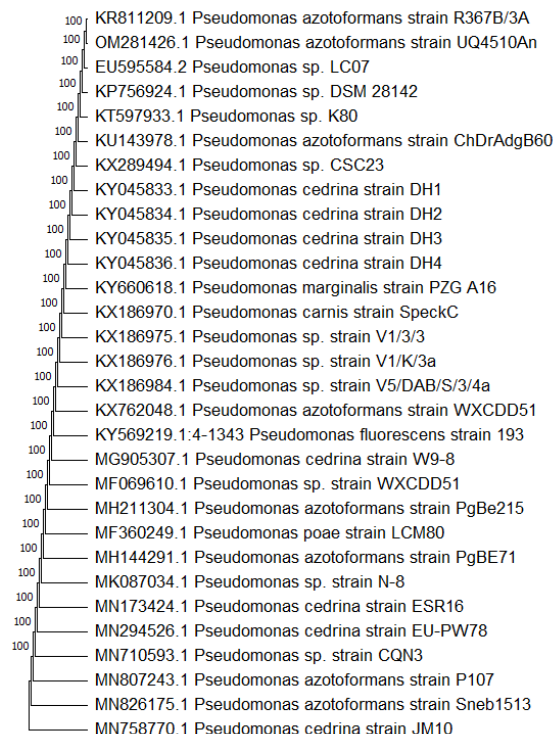 100 KR811209.1 Pseudomonas azotoformans strain R367B/3A
100 OM281426.1 Pseudomonas azotoformans strain UQ4510An
100 EU595584.2 Pseudomonas sp. LC07
100 KP756924.1 Pseudomonas sp. DSM 28142
100 KT597933.1 Pseudomonas sp. K80
100 KU143978.1 Pseudomonas azotoformans strain ChDrAdgB60
100 KX289494.1 Pseudomonas sp. CSC23
100 KY045833.1 Pseudomonas cedrina strain DH1
100 KY045834.1 Pseudomonas cedrina strain DH2
100 KY045835.1 Pseudomonas cedrina strain DH3
100 KY045836.1 Pseudomonas cedrina strain DH4
100 KY660618.1 Pseudomonas marginalis strain PZG A16
100 KX186970.1 Pseudomonas carnis strain SpeckC
100 KX186975.1 Pseudomonas sp. strain V1/3/3
100 KX186976.1 Pseudomonas sp. strain V1/K/3a
100 KX186984.1 Pseudomonas sp. strain V5/DAB/S/3/4a
100 KX762048.1 Pseudomonas azotoformans strain WXCDD51
100 KY569219.1:4-1343 Pseudomonas fluorescens strain 193
100 MG905307.1 Pseudomonas cedrina strain W9-8
100 MF069610.1 Pseudomonas sp. strain WXCDD51
100 MH211304.1 Pseudomonas azotoformans strain PgBe215
100 MF360249.1 Pseudomonas poae strain LCM80
100 MH144291.1 Pseudomonas azotoformans strain PgBE71
100 MK087034.1 Pseudomonas sp. strain N-8
100 MN173424.1 Pseudomonas cedrina strain ESR16
100 MN294526.1 Pseudomonas cedrina strain EU-PW78
100 MN710593.1 Pseudomonas sp. strain CQN3
MN807243.1 Pseudomonas azotoformans strain P107
MN826175.1 Pseudomonas azotoformans strain Sneb1513
MN758770.1 Pseudomonas cedrina strain JM10